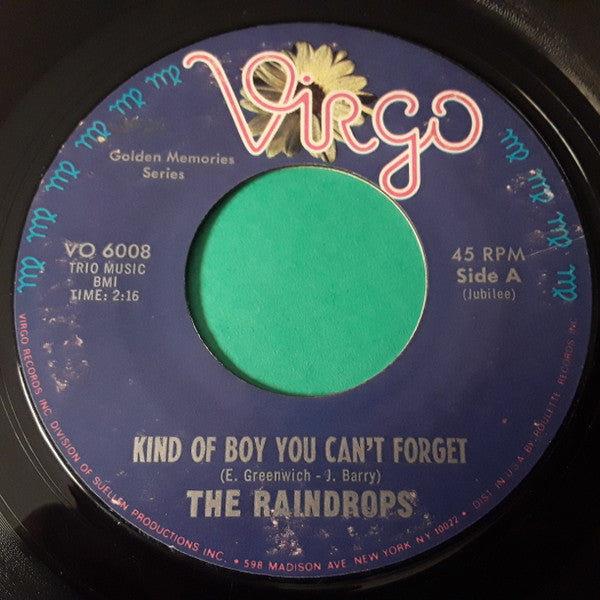 Virgo
Golden Memories
Series
VO 6008
TRIO MUSIC
BMI
TIME: 2:16
45 RPM
Side A
(Jubilee)
KIND OF BOY YOU CAN'T FORGET
(E. Greenwich - J. Barry)
THE RAINDROPS
VIRGO RECORDS INC. DIVISION OF SUELLEN PRODUCTIONS INC. • 598 MADISON AVE NEW YORK NY 10022 • DIST IN U.S.A. BY: ROULETTE RECORDS INC.